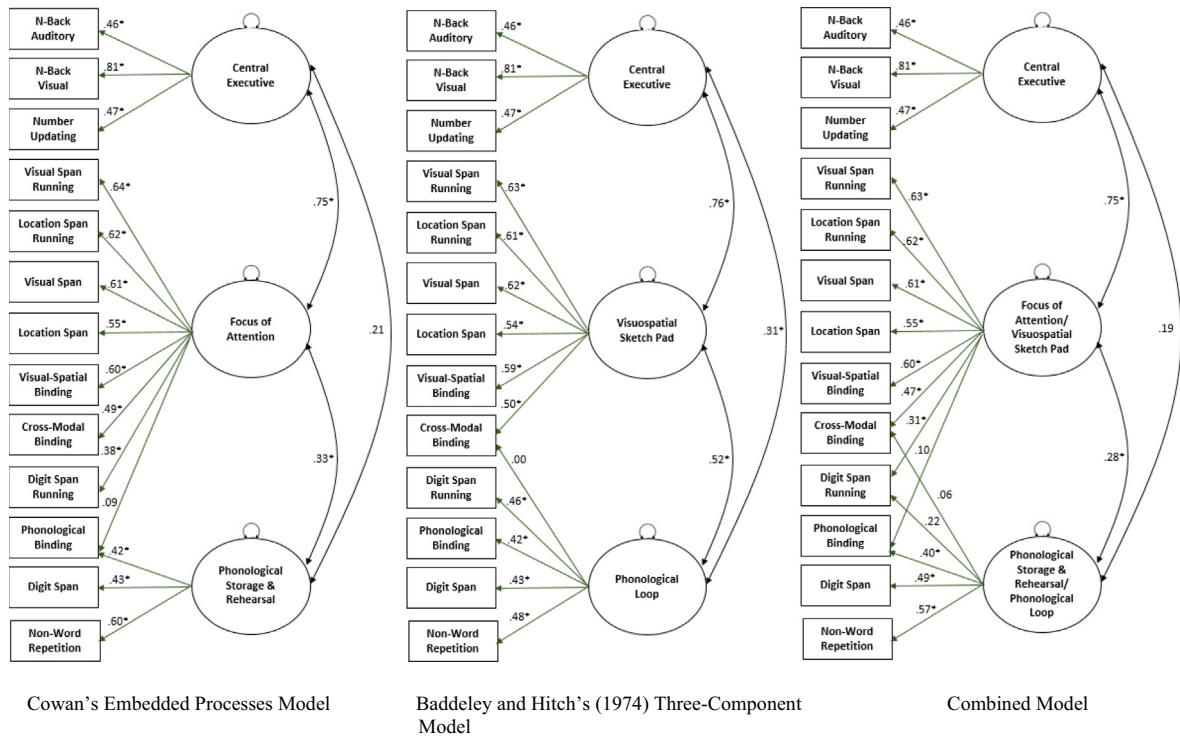 N-Back
Auditory
N-Back
Visual
Number
Updating
Visual Span
Running
Location Span
Running
Visual Span
Location Span
Visual-Spatial
Binding
Cross-Modal
Binding
Digit Span
Running
Phonological
Binding
Digit Span
Non-Word
Repetition
.46*
.81*
.47*
.64*
.62*
.61*
.55*
.60*
.49*
.38*
.09
.42*
.43*
.60*
Central
Executive
Focus of
Attention
Phonological
Storage &
Rehearsal
.75*
.21
.33*
Cowan's Embedded Processes Model
N-Back
Auditory
N-Back
Visual
Number
Updating
Visual Span
Running
Location Span
Running
Visual Span
Location Span
Visual-Spatial
Binding
Cross-Modal
Binding
Digit Span
Running
Phonological
Binding
Digit Span
Non-Word
Repetition
.46*
.81*
.47*
.63*
.61*
.62*
.54*
.59*
.50*
.00
.46*
.42*
.43*
.48*
Central
Executive
Visuospatial
Sketch Pad
Phonological
Loop
.76*
.31*
.52*
Baddeley and Hitch's (1974) Three-Component
Model
N-Back
Auditory
N-Back
Visual
Number
Updating
Visual Span
Running
Location Span
Running
Visual Span
Location Span
Visual-Spatial
Binding
Cross-Modal
Binding
Digit Span
Running
Phonological
Binding
Digit Span
Non-Word
Repetition
.46*
.81*
.47*
.63*
.62*
.61*
.55*
.60*
.47*
.31*
.10
.06
.22
.40*
.49*
.57*
Central
Executive
Focus of
Attention/
Visuospatial
Sketch Pad
Phonological
Storage &
Rehearsal/
Phonological
Loop
.75*
.19
.28*
Combined Model